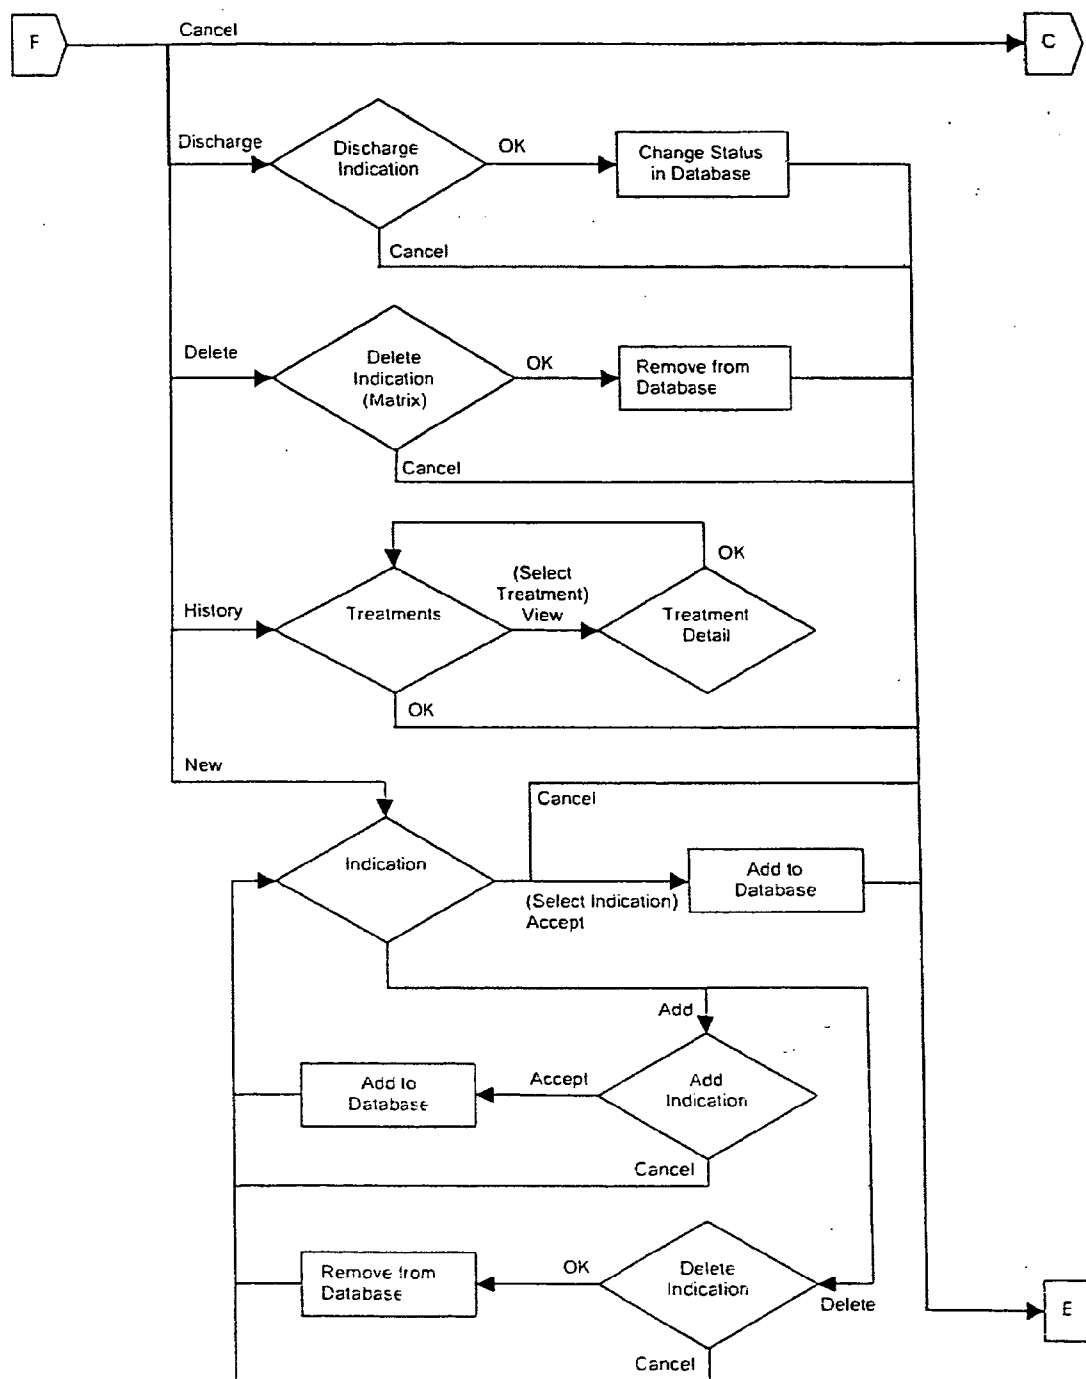 F
Cancel
C
Discharge
Discharge
Indication
OK
Change Status
in Database
Cancel
Delete
Delete
Indication
(Matrix)
OK
Remove from
Database
Cancel
OK
History
Treatments
(Select
Treatment)
View
Treatment
Detail
OK
New
Cancel
Indication
Add to
Database
(Select Indication)
Accept
Add
Add to
Database
Accept
Add
Indication
Cancel
Remove from
Database
OK
Delete
Indication
Delete
E
Cancel